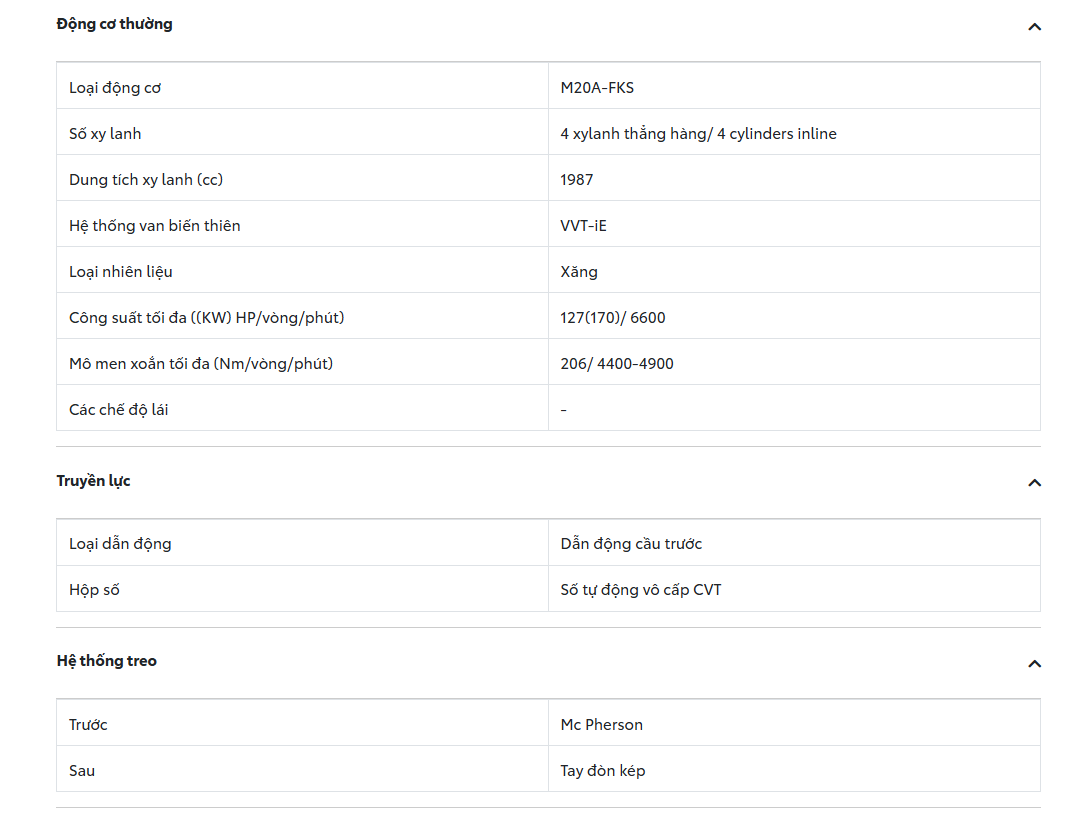 Động cơ thường
Loại động cơ M20A-FKS
Số xy lanh 4 xylanh thẳng hàng/ 4 cylinders inline
Dung tích xy lanh (cc) 1987
Hệ thống van biến thiên VVT-iE
Loại nhiên liệu Xăng
Công suất tối đa ((KW) HP/vòng/phút) 127(170)/ 6600
Mô men xoắn tối đa (Nm/vòng/phút) 206/ 4400-4900
Các chế độ lái -
Truyền lực
Loại dẫn động Dẫn động cầu trước
Hộp số Số tự động vô cấp CVT
Hệ thống treo
Trước Mc Pherson
Sau Tay đòn kép